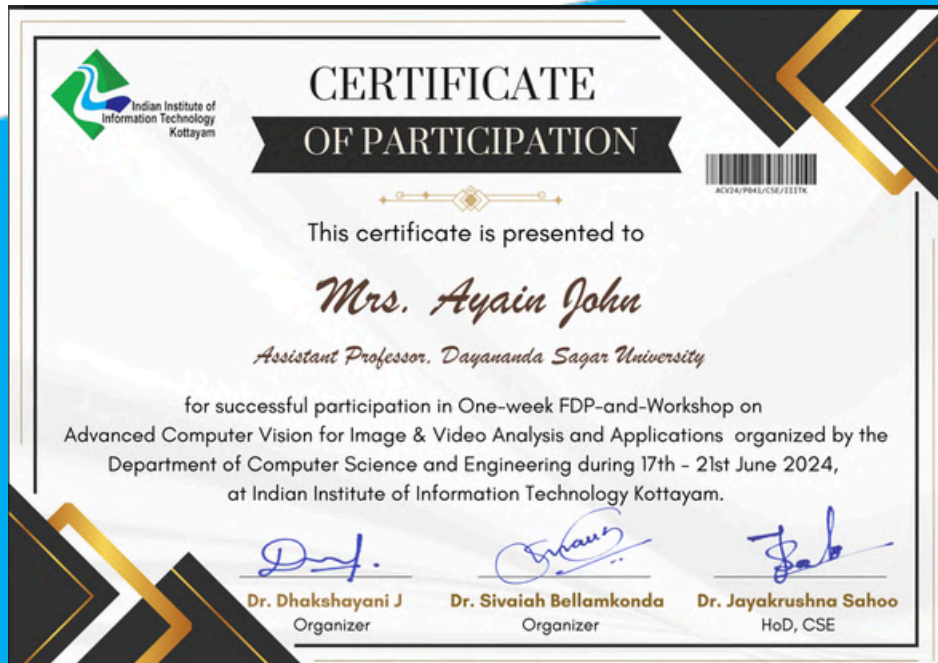 Indian Institute of
Information Technology
Kottayam
CERTIFICATE
OF PARTICIPATION
ACV24/P041/CSE/IIITK
This certificate is presented to
Mrs. Ayain John
Assistant Professor, Dayananda Sagar University
for successful participation in One-week FDP-and-Workshop on
Advanced Computer Vision for Image & Video Analysis and Applications organized by the
Department of Computer Science and Engineering during 17th - 21st June 2024,
at Indian Institute of Information Technology Kottayam.
Dr. Dhakshayani J
Dr. Sivaiah Bellamkonda
Dr. Jayakrushna Sahoo
Organizer
Organizer
HoD, CSE